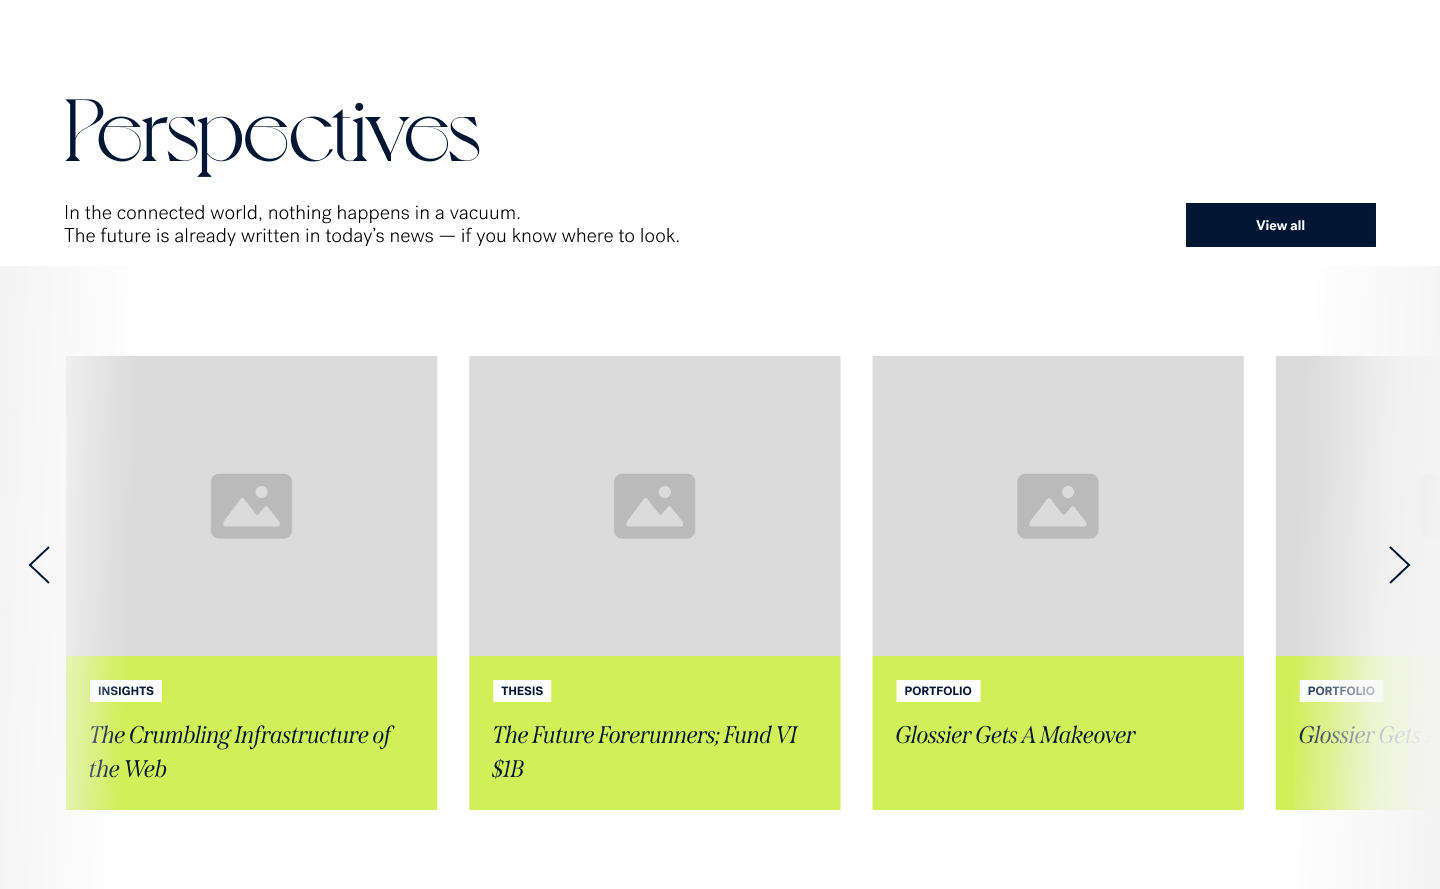 Perspectives
In the connected world, nothing happens in a vacuum.
The future is already written in today’s news — if you know where to look.
View all
INSIGHTS
The Crumbling Infrastructure of
the Web
THESIS
The Future Forerunners; Fund VI
$1B
PORTFOLIO
Glossier Gets A Makeover
PORTFOLIO
Glossier Gets